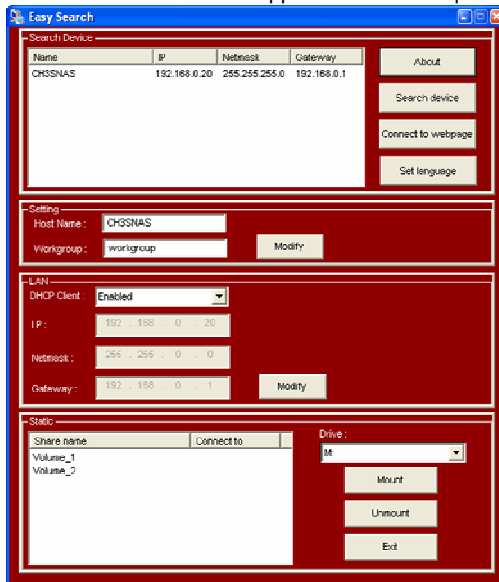 Easy Search
Search Device
Name IP Netmask Gateway
CH3SNAS 192.168.0.20 255.255.255.0 192.168.0.1
About
Search device
Connect to webpage
Set language
Setting
Host Name : CH3SNAS
Workgroup : workgroup
Modify
LAN
DHCP Client : Enabled
IP : 192 . 168 . 0 . 20
Netmask : 255 . 255 . 0 . 0
Gateway : 192 . 168 . 0 . 1
Modify
Static
Share name Connect to
Volume_1
Volume_2
Drive :
M:
Mount
Unmount
Exit